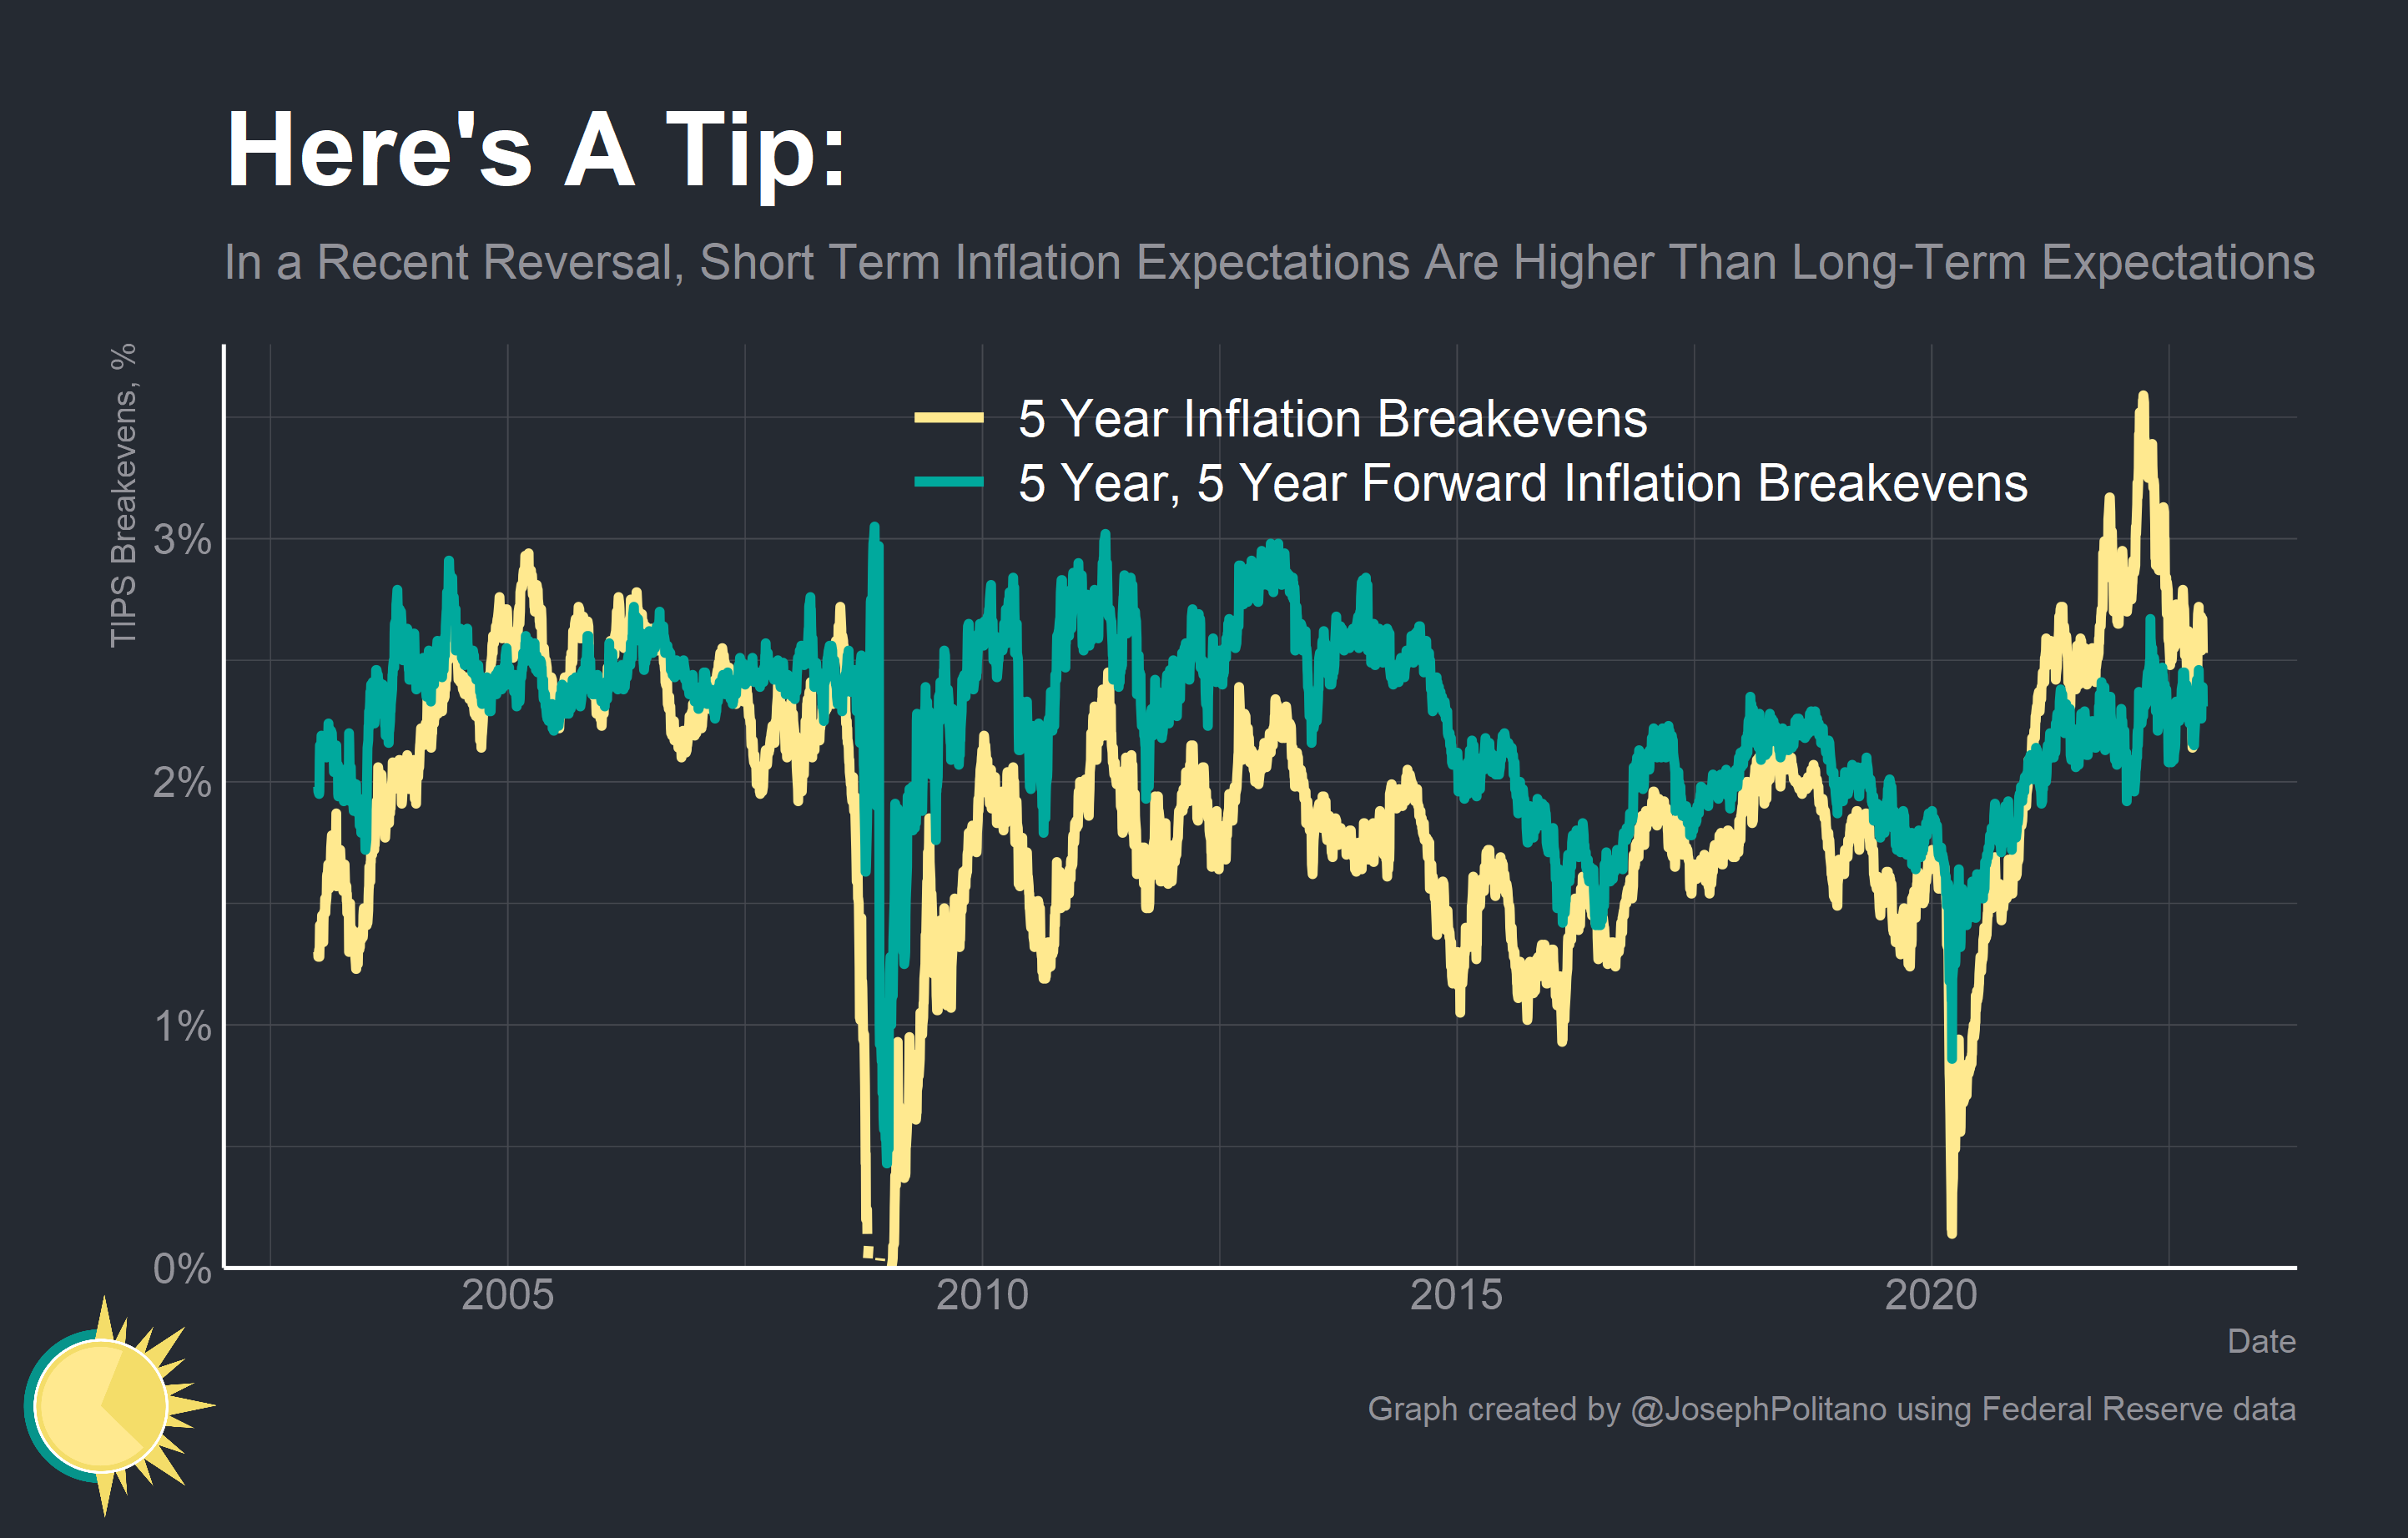 Here's A Tip:
In a Recent Reversal, Short Term Inflation Expectations Are Higher Than Long-Term Expectations
TIPS Breakevens, %
5 Year Inflation Breakevens
5 Year, 5 Year Forward Inflation Breakevens
3%
2%
1%
0%
2005
2010
2015
2020
Date
Graph created by @JosephPolitano using Federal Reserve data